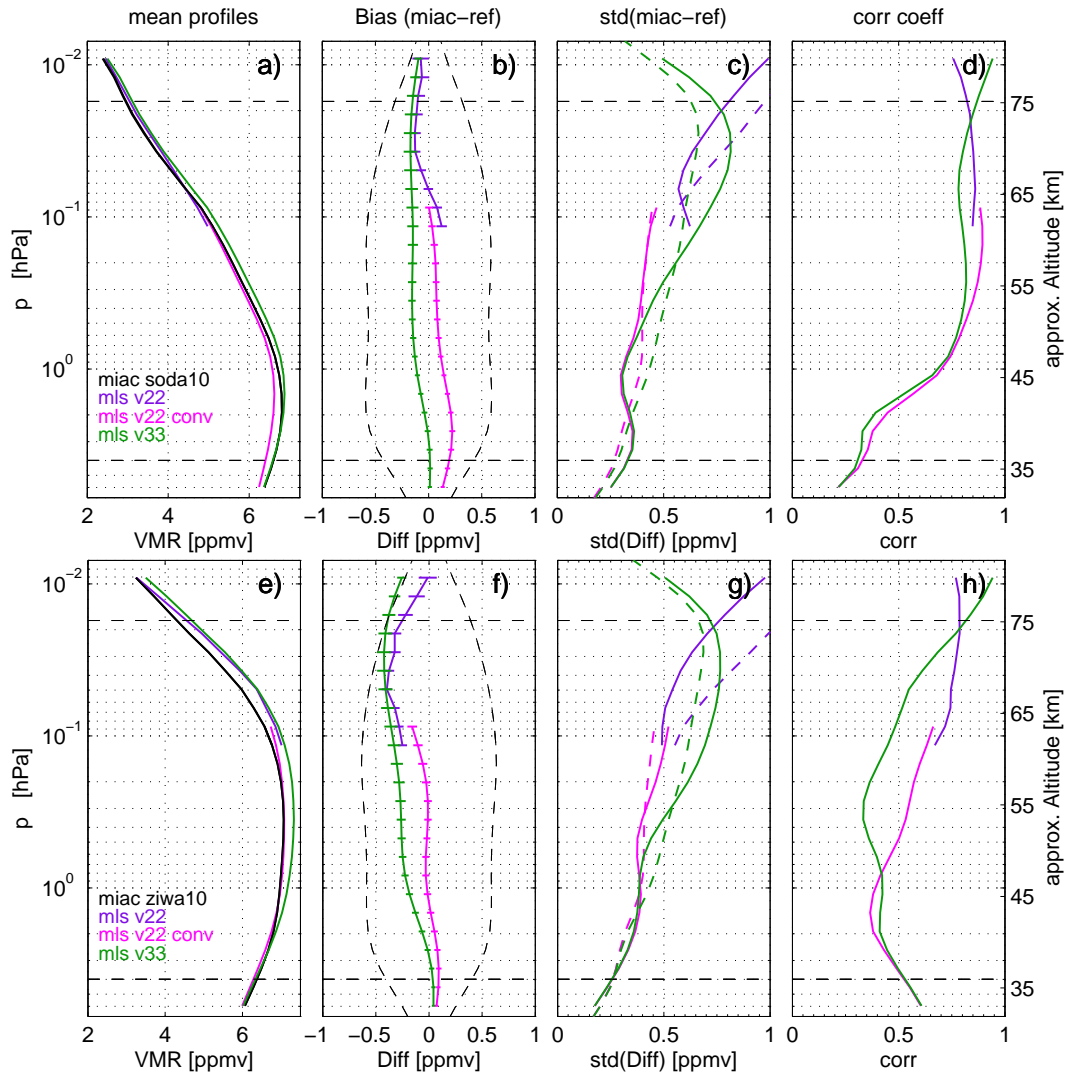 mean profiles Bias (miac−ref) std(miac−ref) corr coeff
a) b) c) d)
10⁻² 75
10⁻¹ 65
p [hPa] 55 approx. Altitude [km]
10⁰ 45
35
miac soda10
mls v22
mls v22 conv
mls v33
2 4 6 −1 −0.5 0 0.5 1 0 0.5 1 0 0.5 1
VMR [ppmv] Diff [ppmv] std(Diff) [ppmv] corr
e) f) g) h)
10⁻² 75
10⁻¹ 65
p [hPa] 55 approx. Altitude [km]
10⁰ 45
35
miac ziwa10
mls v22
mls v22 conv
mls v33
2 4 6 −1 −0.5 0 0.5 1 0 0.5 1 0 0.5 1
VMR [ppmv] Diff [ppmv] std(Diff) [ppmv] corr